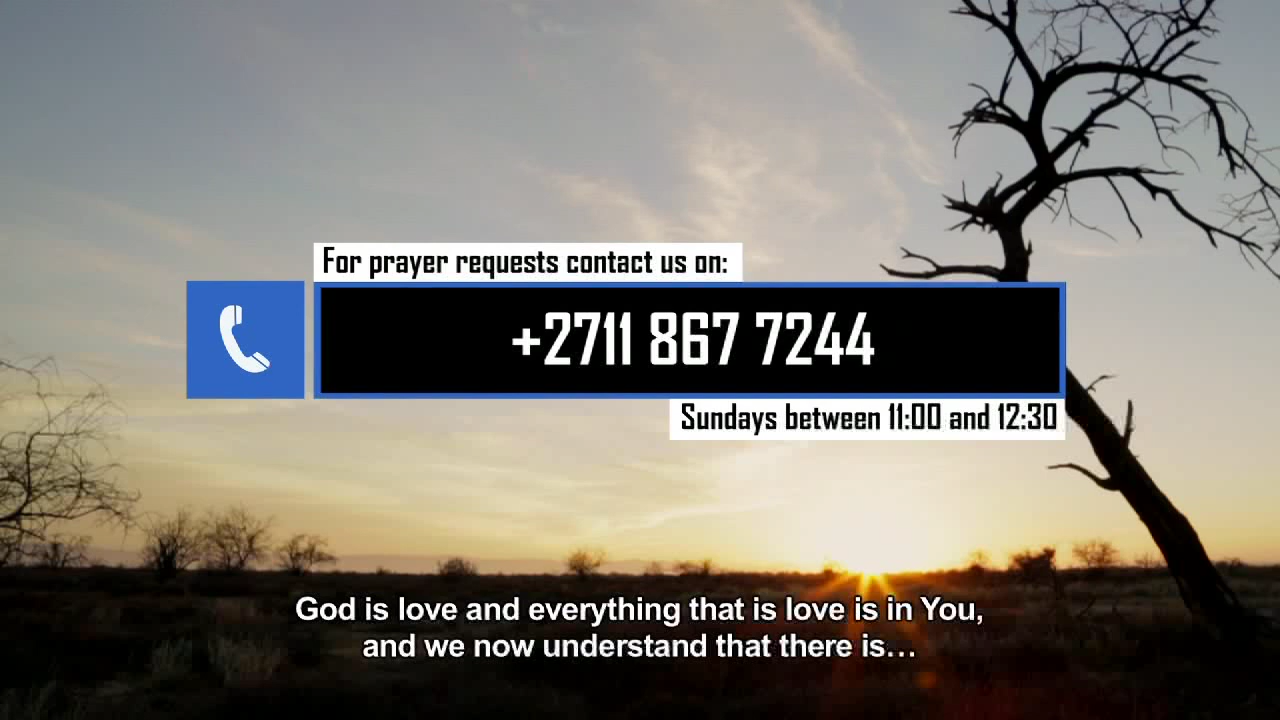 For prayer requests contact us on:
+2711 867 7244
Sundays between 11:00 and 12:30
God is love and everything that is love is in You,
and we now understand that there is…